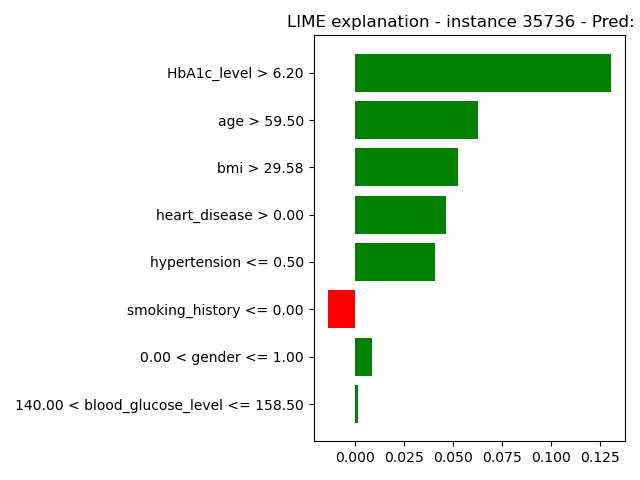 LIME explanation - instance 35736 - Pred:
HbA1c_level > 6.20
age > 59.50
bmi > 29.58
heart_disease > 0.00
hypertension <= 0.50
smoking_history <= 0.00
0.00 < gender <= 1.00
140.00 < blood_glucose_level <= 158.50
0.000 0.025 0.050 0.075 0.100 0.125